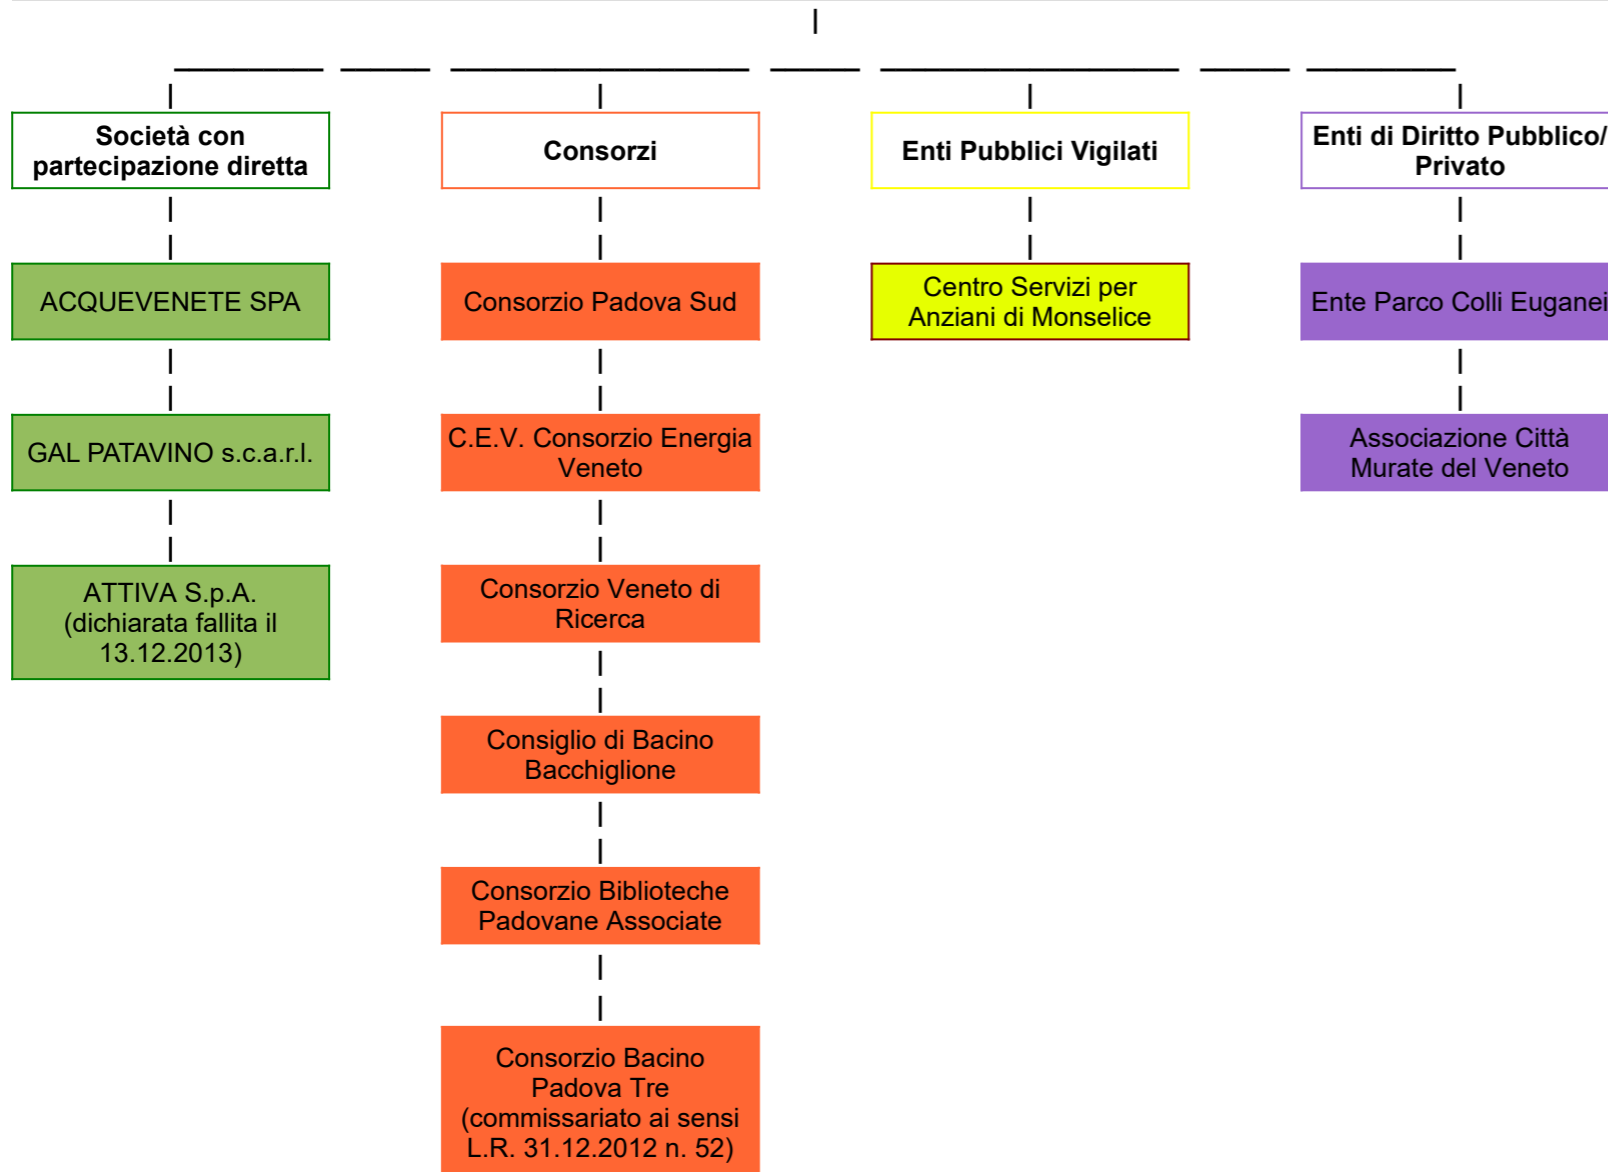 Società con
partecipazione diretta
Consorzi
Enti Pubblici Vigilati
Enti di Diritto Pubblico/
Privato
ACQUEVENETE SPA
Consorzio Padova Sud
Centro Servizi per
Anziani di Monselice
Ente Parco Colli Euganei
GAL PATAVINO s.c.a.r.l.
C.E.V. Consorzio Energia
Veneto
Associazione Città
Murate del Veneto
ATTIVA S.p.A.
(dichiarata fallita il
13.12.2013)
Consorzio Veneto di
Ricerca
Consiglio di Bacino
Bacchiglione
Consorzio Biblioteche
Padovane Associate
Consorzio Bacino
Padova Tre
(commissariato ai sensi
L.R. 31.12.2012 n. 52)